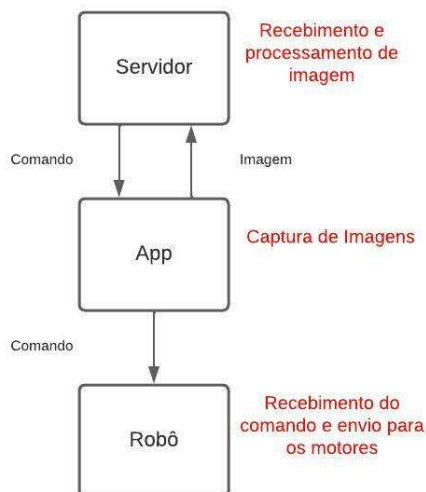 Servidor
Recebimento e
processamento de
imagem
Comando
Imagem
App
Captura de Imagens
Comando
Robô
Recebimento do
comando e envio para
os motores